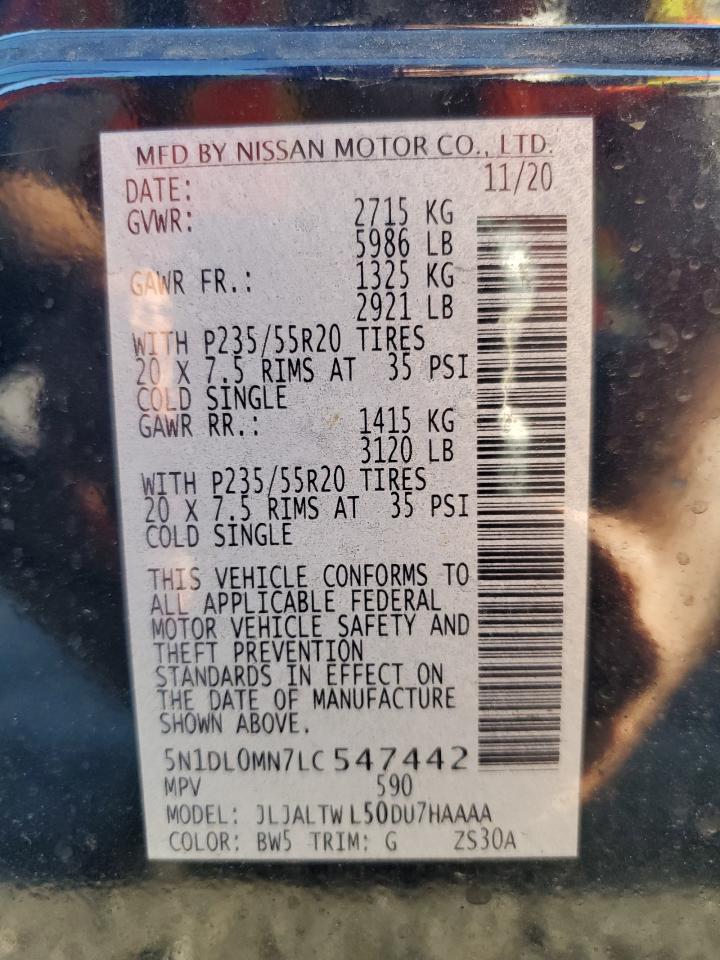 MFD BY NISSAN MOTOR CO., LTD.
DATE: 11/20
GVWR: 2715 KG
5986 LB
GAWR FR.: 1325 KG
2921 LB
WITH P235/55R20 TIRES
20 X 7.5 RIMS AT 35 PSI
COLD SINGLE
GAWR RR.: 1415 KG
3120 LB
WITH P235/55R20 TIRES
20 X 7.5 RIMS AT 35 PSI
COLD SINGLE
THIS VEHICLE CONFORMS TO
ALL APPLICABLE FEDERAL
MOTOR VEHICLE SAFETY AND
THEFT PREVENTION
STANDARDS IN EFFECT ON
THE DATE OF MANUFACTURE
SHOWN ABOVE.
5N1DL0MN7LC547442
MPV 590
MODEL: JLJALTWL50DU7HAAAA
COLOR: BW5 TRIM: G ZS30A